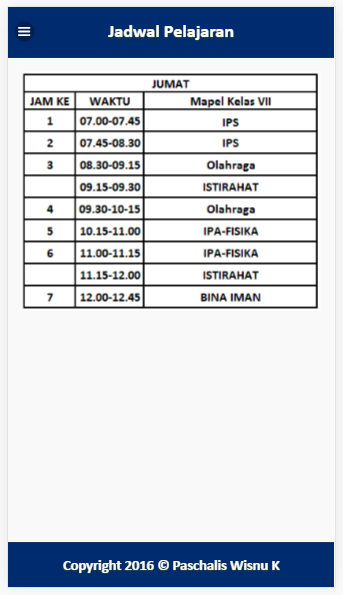 Jadwal Pelajaran
JUMAT
JAM KE WAKTU Mapel Kelas VII
1 07.00-07.45 IPS
2 07.45-08.30 IPS
3 08.30-09.15 Olahraga
09.15-09.30 ISTIRAHAT
4 09.30-10-15 Olahraga
5 10.15-11.00 IPA-FISIKA
6 11.00-11.15 IPA-FISIKA
11.15-12.00 ISTIRAHAT
7 12.00-12.45 BINA IMAN
Copyright 2016 © Paschalis Wisnu K